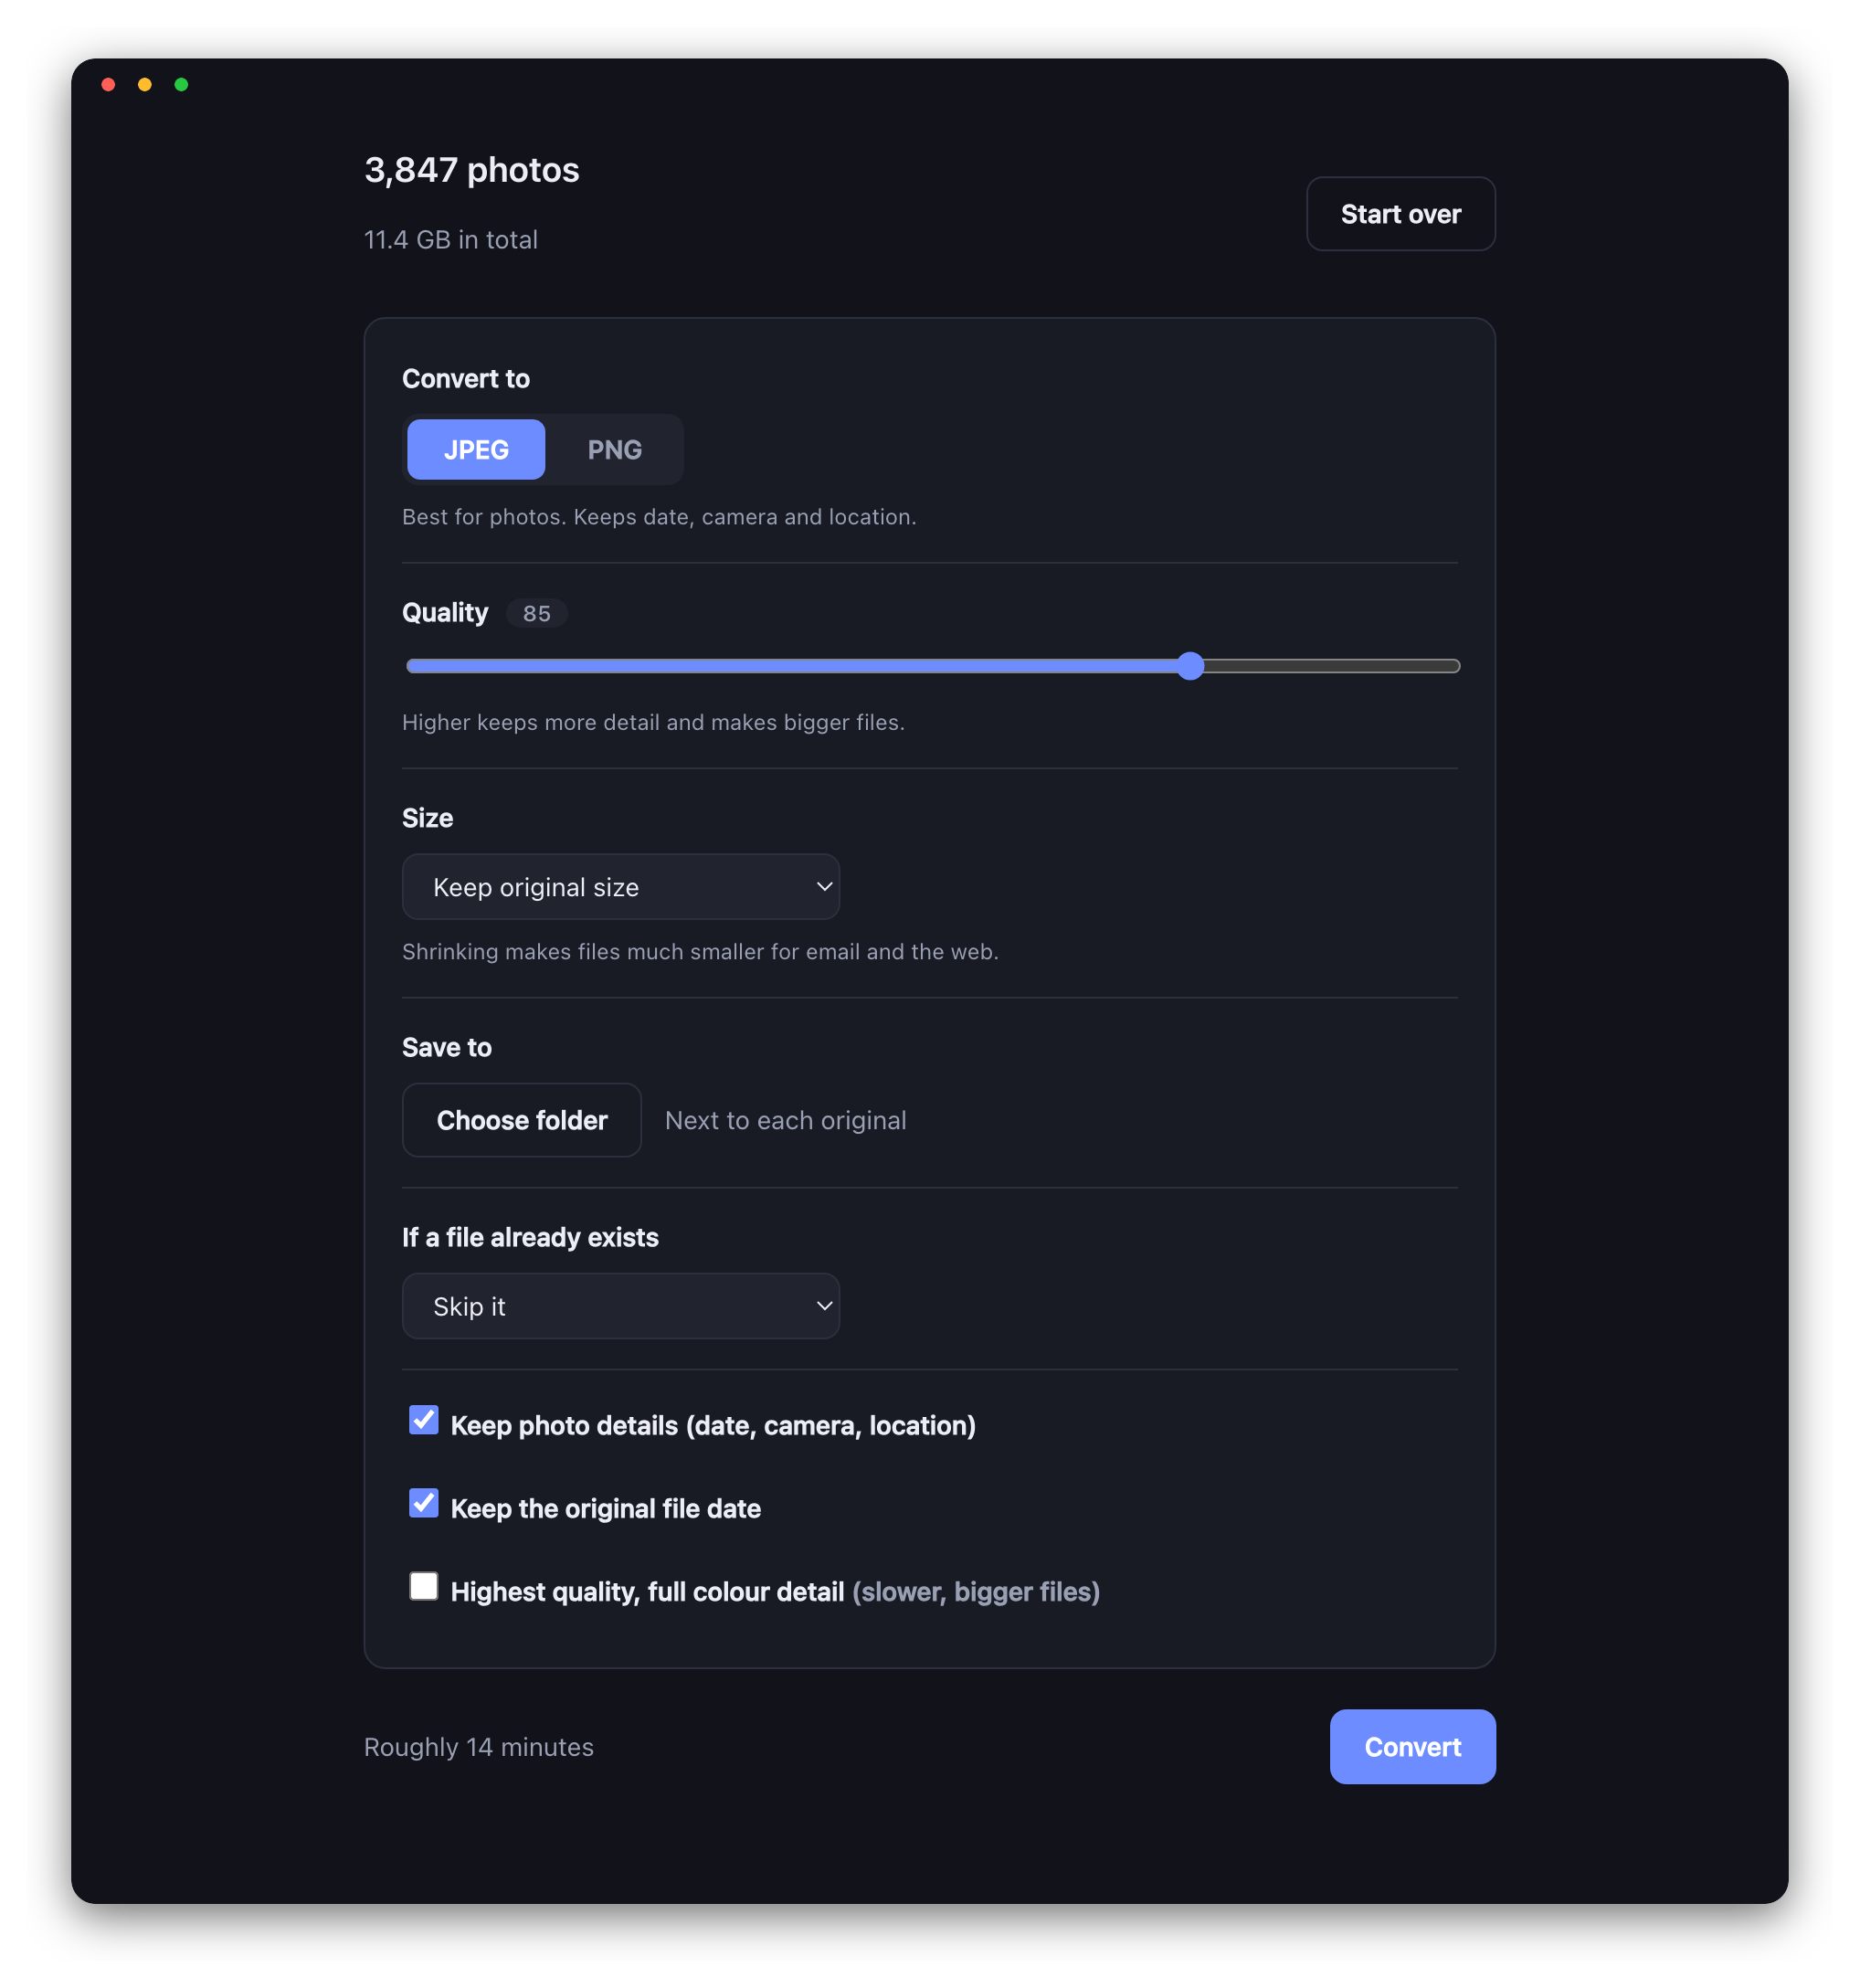 3,847 photos
11.4 GB in total
Start over
Convert to
JPEG
PNG
Best for photos. Keeps date, camera and location.
Quality 85
Higher keeps more detail and makes bigger files.
Size
Keep original size
Shrinking makes files much smaller for email and the web.
Save to
Choose folder
Next to each original
If a file already exists
Skip it
Keep photo details (date, camera, location)
Keep the original file date
Highest quality, full colour detail (slower, bigger files)
Roughly 14 minutes
Convert